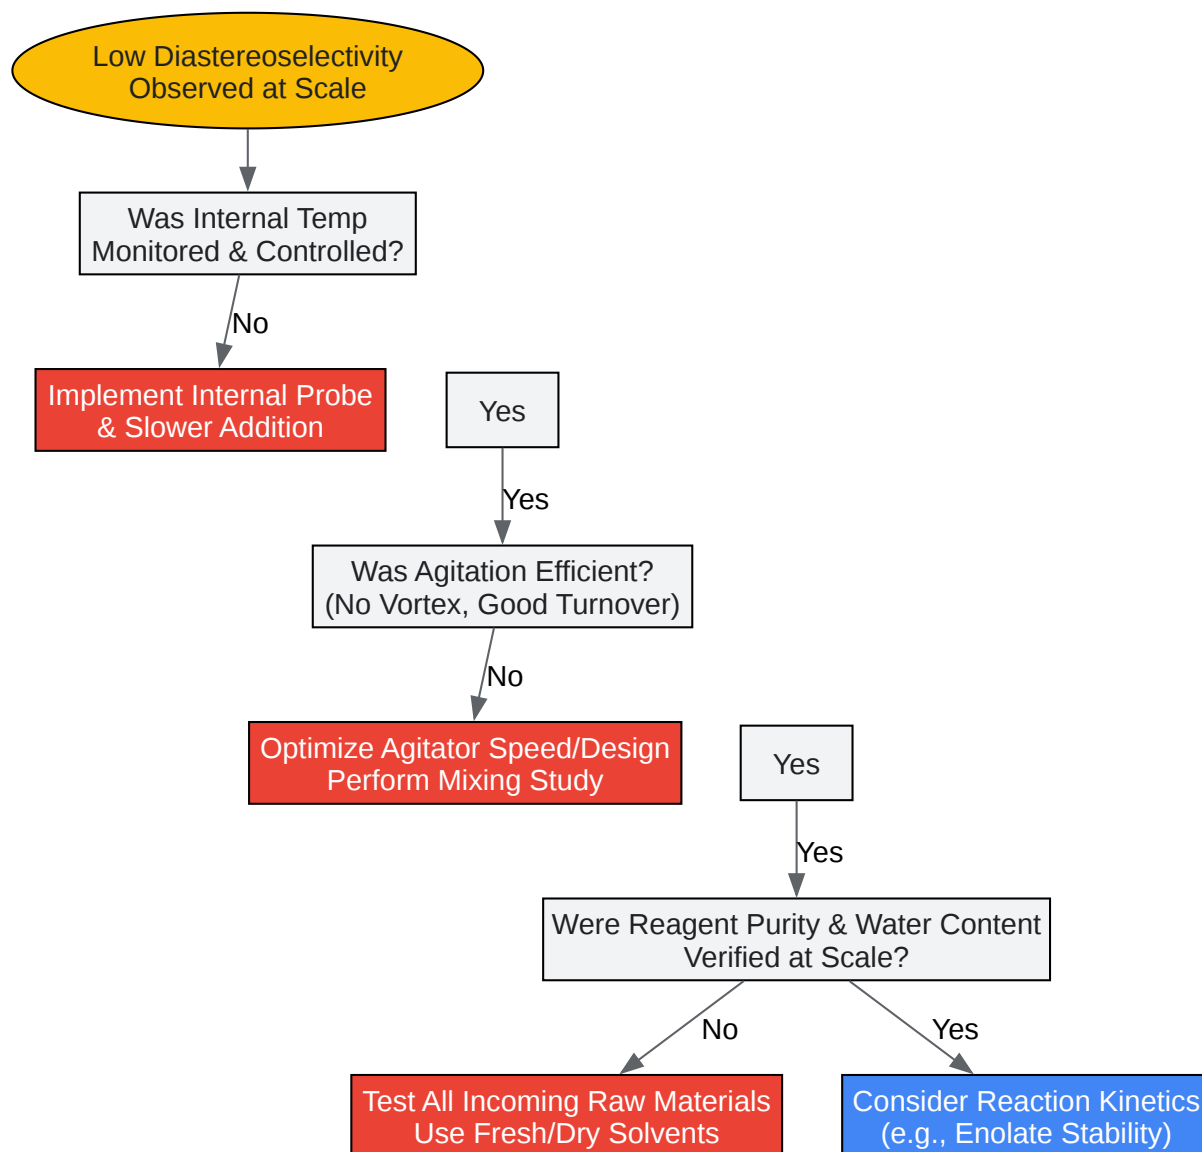 Low Diastereoselectivity
Observed at Scale
Was Internal Temp
Monitored & Controlled?
No
Implement Internal Probe
& Slower Addition
Yes
Yes
Was Agitation Efficient?
(No Vortex, Good Turnover)
No
Optimize Agitator Speed/Design
Perform Mixing Study
Yes
Yes
Were Reagent Purity & Water Content
Verified at Scale?
No
Yes
Test All Incoming Raw Materials
Use Fresh/Dry Solvents
Consider Reaction Kinetics
(e.g., Enolate Stability)